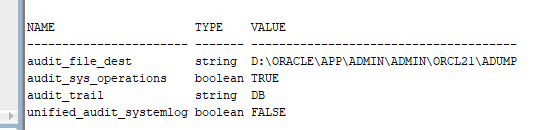 NAME TYPE VALUE
---------------------- ------- -------------------------------------
audit_file_dest string D:\ORACLE\APP\ADMIN\ADMIN\ORCL21\ADUMP
audit_sys_operations boolean TRUE
audit_trail string DB
unified_audit_systemlog boolean FALSE